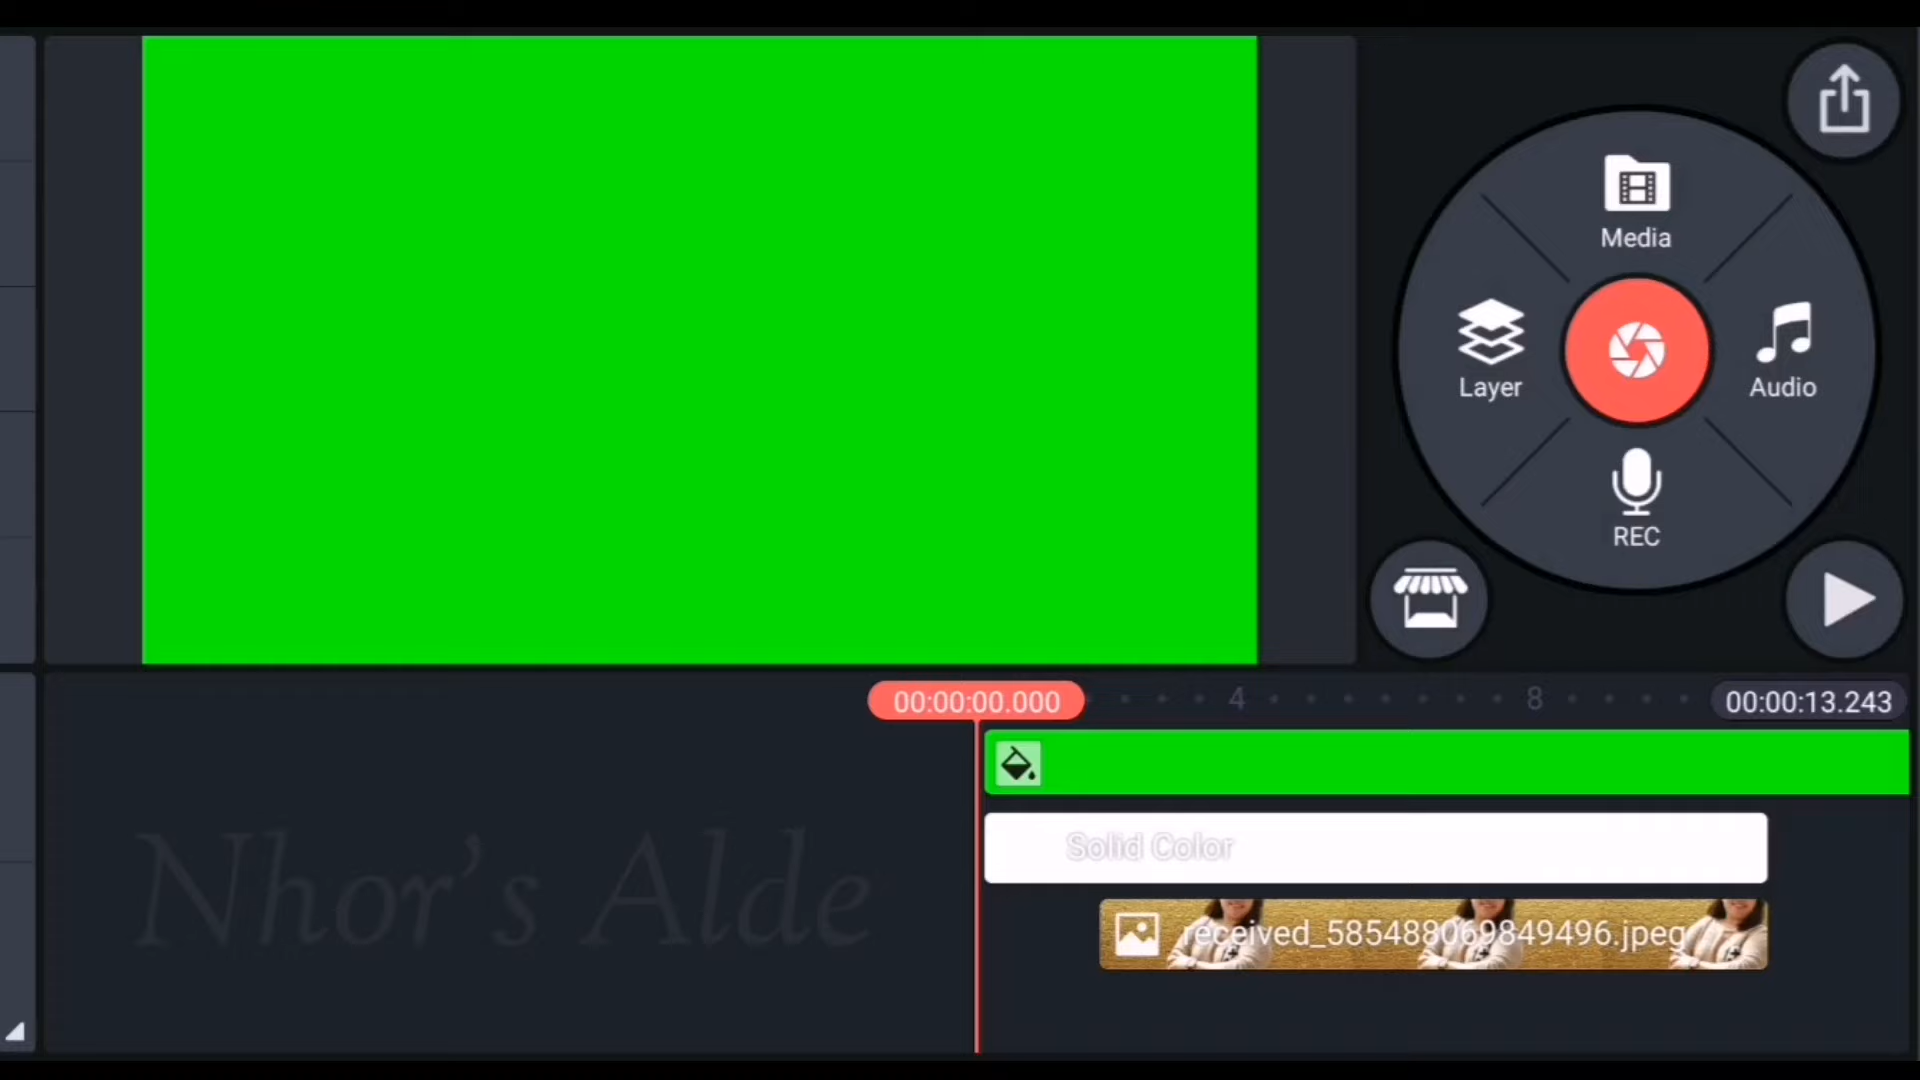 Media
Layer
Audio
REC
00:00:00.000
4
8
00:00:13.243
Solid Color
Nhor's Alde
received_585488069849496.jpeg